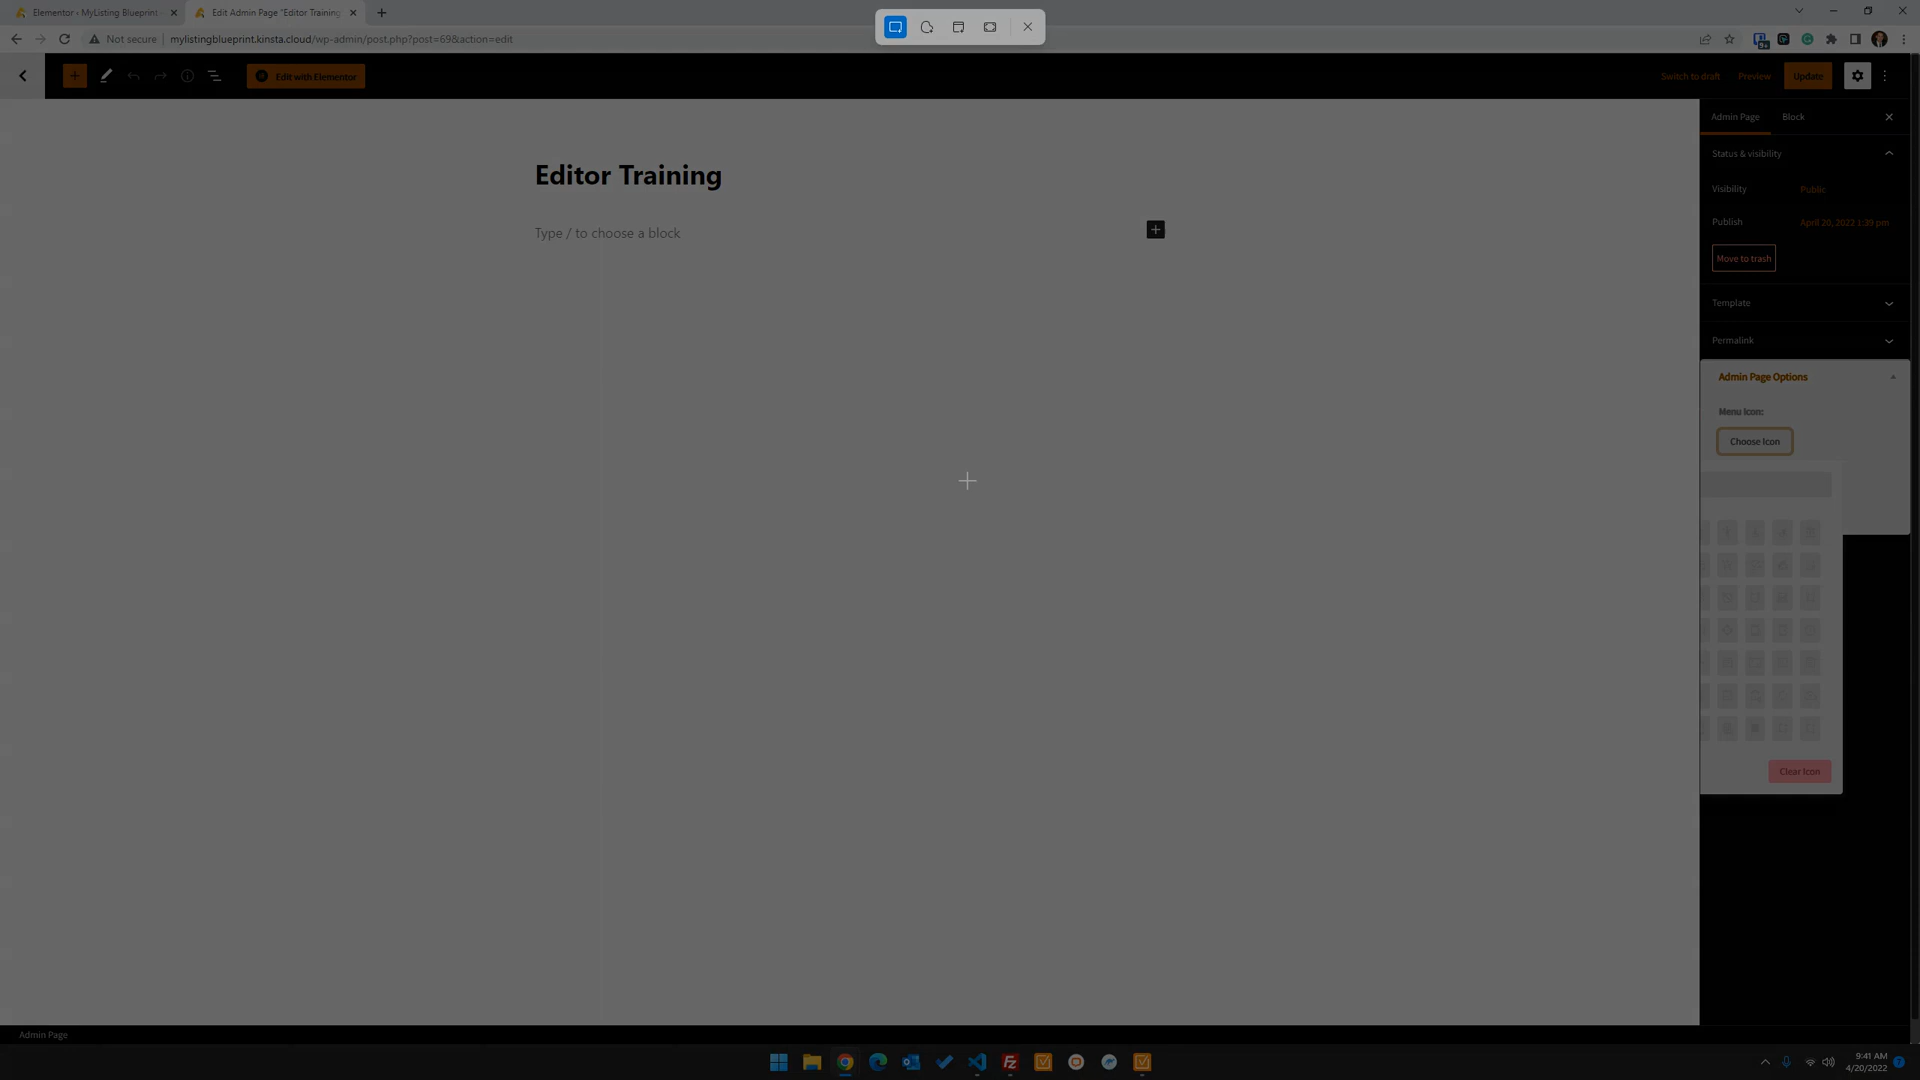 Elementor ‹ MyListing Blueprint
Edit Admin Page "Editor Training
Not secure
mylistingblueprint.kinsta.cloud/wp-admin/post.php?post=69&action=edit
Edit with Elementor
Switch to draft
Preview
Update
Admin Page
Block
Status & visibility
Editor Training
Visibility
Public
Publish
April 20, 2022 1:39 pm
Type / to choose a block
Move to trash
Template
Permalink
Admin Page Options
Menu Icon:
Choose Icon
Clear Icon
Admin Page
9:41 AM
4/20/2022